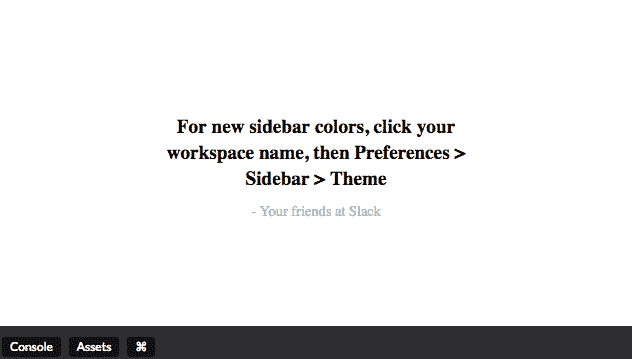 For new sidebar colors, click your
workspace name, then Preferences >
Sidebar > Theme
- Your friends at Slack
Console Assets ⌘